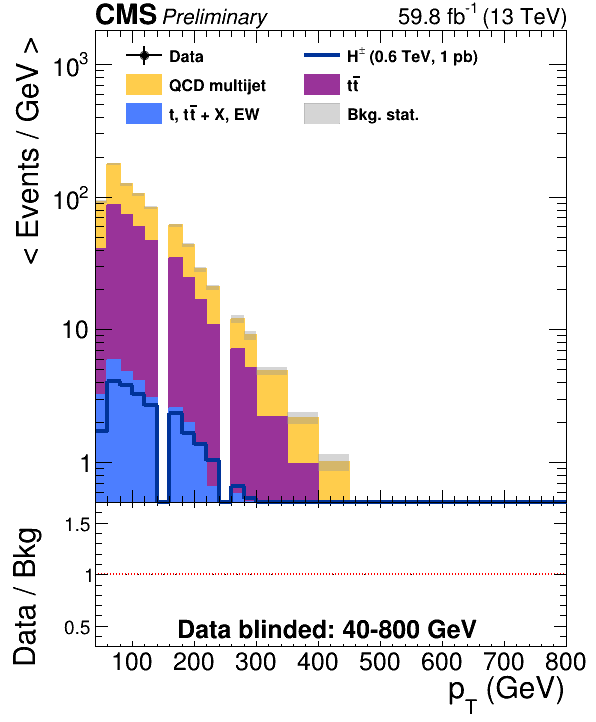 CMS Preliminary 59.8 fb⁻¹ (13 TeV)
< Events / GeV >
10³
10²
10
1
Data
H± (0.6 TeV, 1 pb)
QCD multijet
tt̄
t, tt̄ + X, EW
Bkg. stat.
Data / Bkg
1.5
1
0.5
Data blinded: 40-800 GeV
100 200 300 400 500 600 700 800
p_T (GeV)